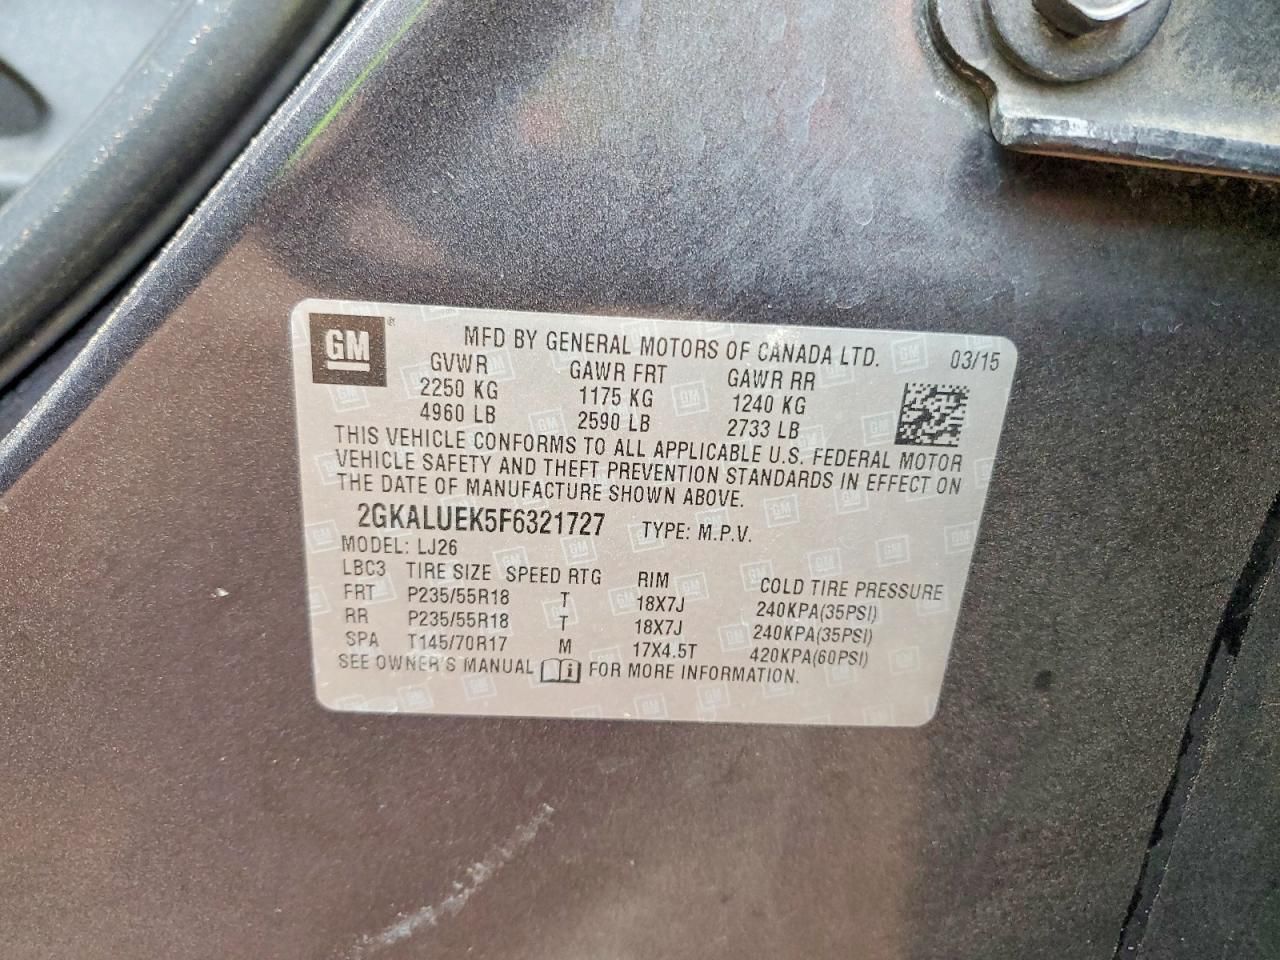 GM
MFD BY GENERAL MOTORS OF CANADA LTD. 03/15
GVWR GAWR FRT GAWR RR
2250 KG 1175 KG 1240 KG
4960 LB 2590 LB 2733 LB
THIS VEHICLE CONFORMS TO ALL APPLICABLE U.S. FEDERAL MOTOR
VEHICLE SAFETY AND THEFT PREVENTION STANDARDS IN EFFECT ON
THE DATE OF MANUFACTURE SHOWN ABOVE.
2GKALUEK5F6321727 TYPE: M.P.V.
MODEL: LJ26
LBC3 TIRE SIZE SPEED RTG RIM COLD TIRE PRESSURE
FRT P235/55R18 T 18X7J 240KPA(35PSI)
RR P235/55R18 T 18X7J 240KPA(35PSI)
SPA T145/70R17 M 17X4.5T 420KPA(60PSI)
SEE OWNER'S MANUAL FOR MORE INFORMATION.